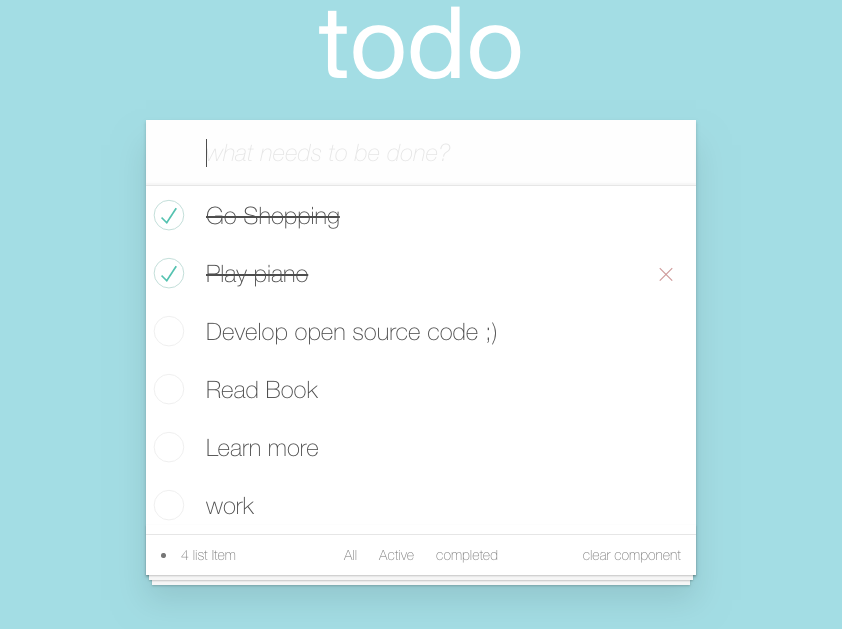 todo
what needs to be done?
Go Shopping
Play piano
Develop open source code ;)
Read Book
Learn more
work
4 list Item All Active completed clear component